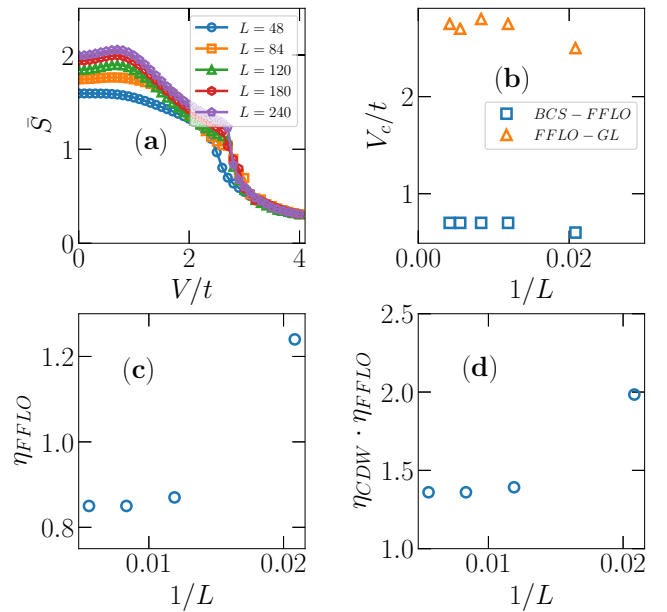 2
1
0
S̄
0
2
4
V/t
(a)
L = 48
L = 84
L = 120
L = 180
L = 240
2
1
V_c/t
0.00
0.02
1/L
(b)
BCS − FFLO
FFLO − GL
1.2
1.0
0.8
η_FFLO
0.01
0.02
1/L
(c)
2.5
2.0
1.5
1.0
η_CDW · η_FFLO
0.01
0.02
1/L
(d)